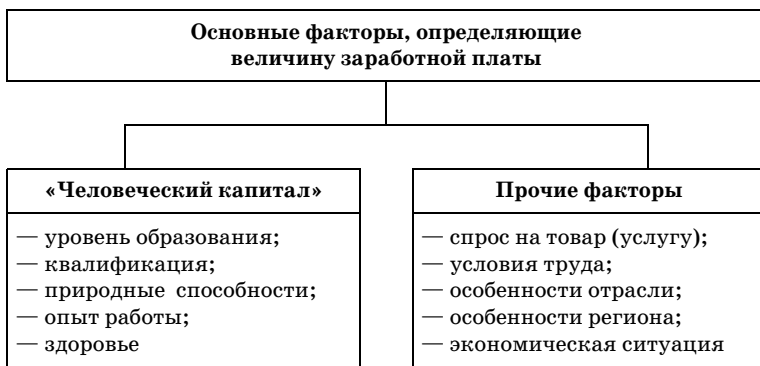 Основные факторы, определяющие
величину заработной платы
«Человеческий капитал»
— уровень образования;
— квалификация;
— природные способности;
— опыт работы;
— здоровье
Прочие факторы
— спрос на товар (услугу);
— условия труда;
— особенности отрасли;
— особенности региона;
— экономическая ситуация